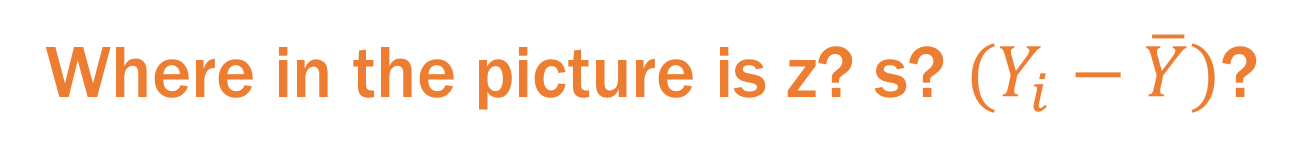 Where in the picture is z? s? (Yᵢ − Ȳ)?